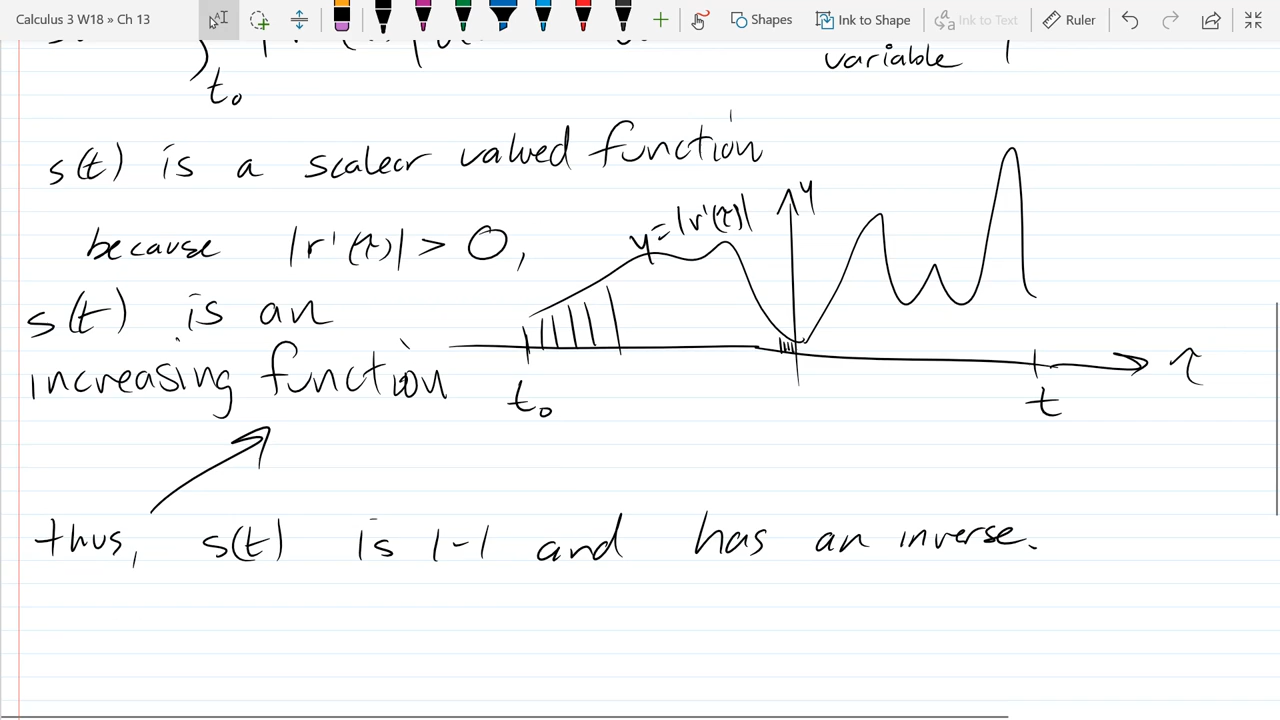 Calculus 3 W18 » Ch 13
Shapes
Ink to Shape
Ink to Text
Ruler
variable
t₀
s(t) is a scalear valued function
because |r'(τ)| > 0,
s(t) is an
increasing function
y=|r'(τ)|
y
τ
t₀
t
thus, s(t) is 1-1 and has an inverse.